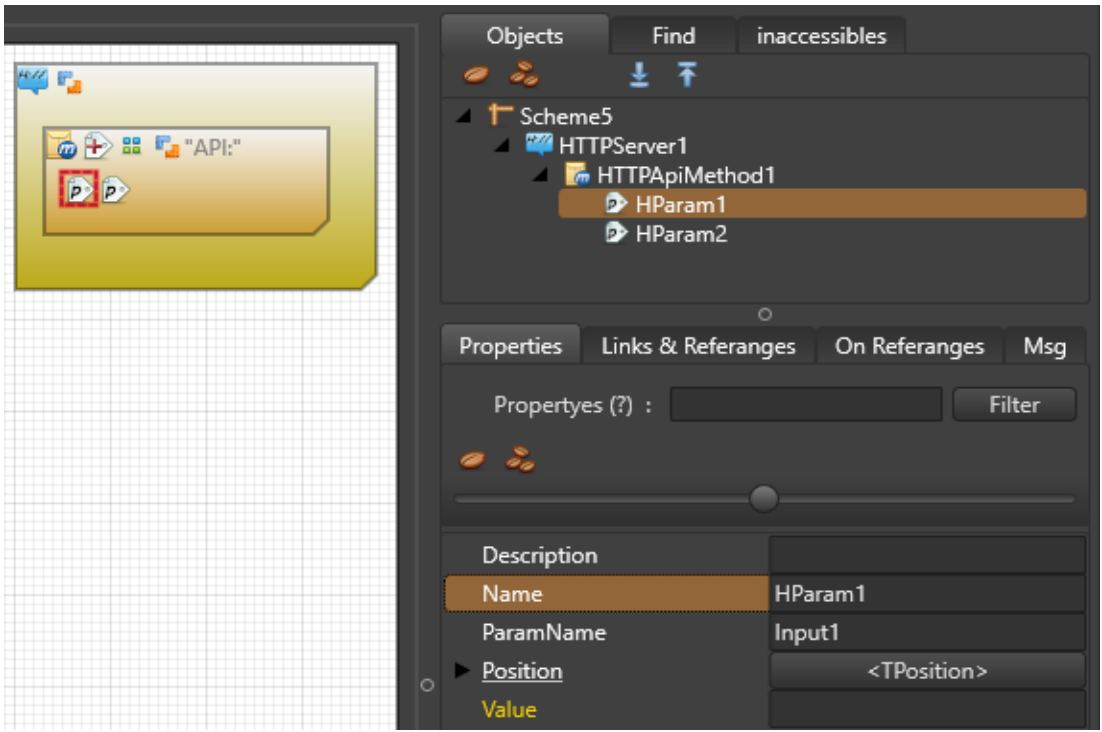 Objects
Find
inaccessibles
"API:"
Scheme5
HTTPServer1
HTTPApiMethod1
HParam1
HParam2
Properties
Links & Referanges
On Referanges
Msg
Propertyes (?) :
Filter
Description
Name HParam1
ParamName Input1
Position <TPosition>
Value